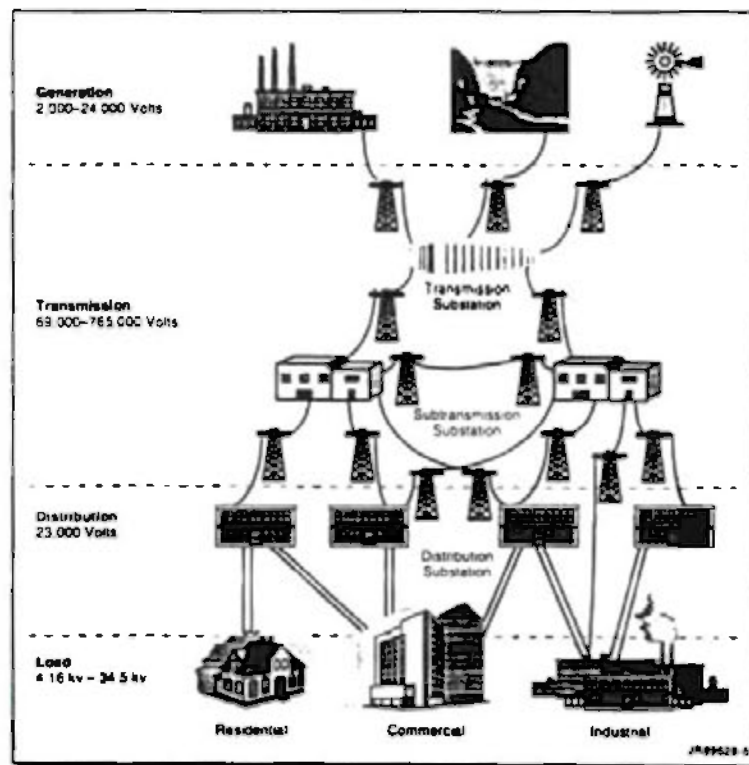 Generation
2 000–24 000 Volts
Transmission
Substation
Transmission
69 000–765 000 Volts
Subtransmission
Substation
Distribution
23 000 Volts
Distribution
Substation
Load
4 16 kv – 34.5 kv
Residential
Commercial
Industrial